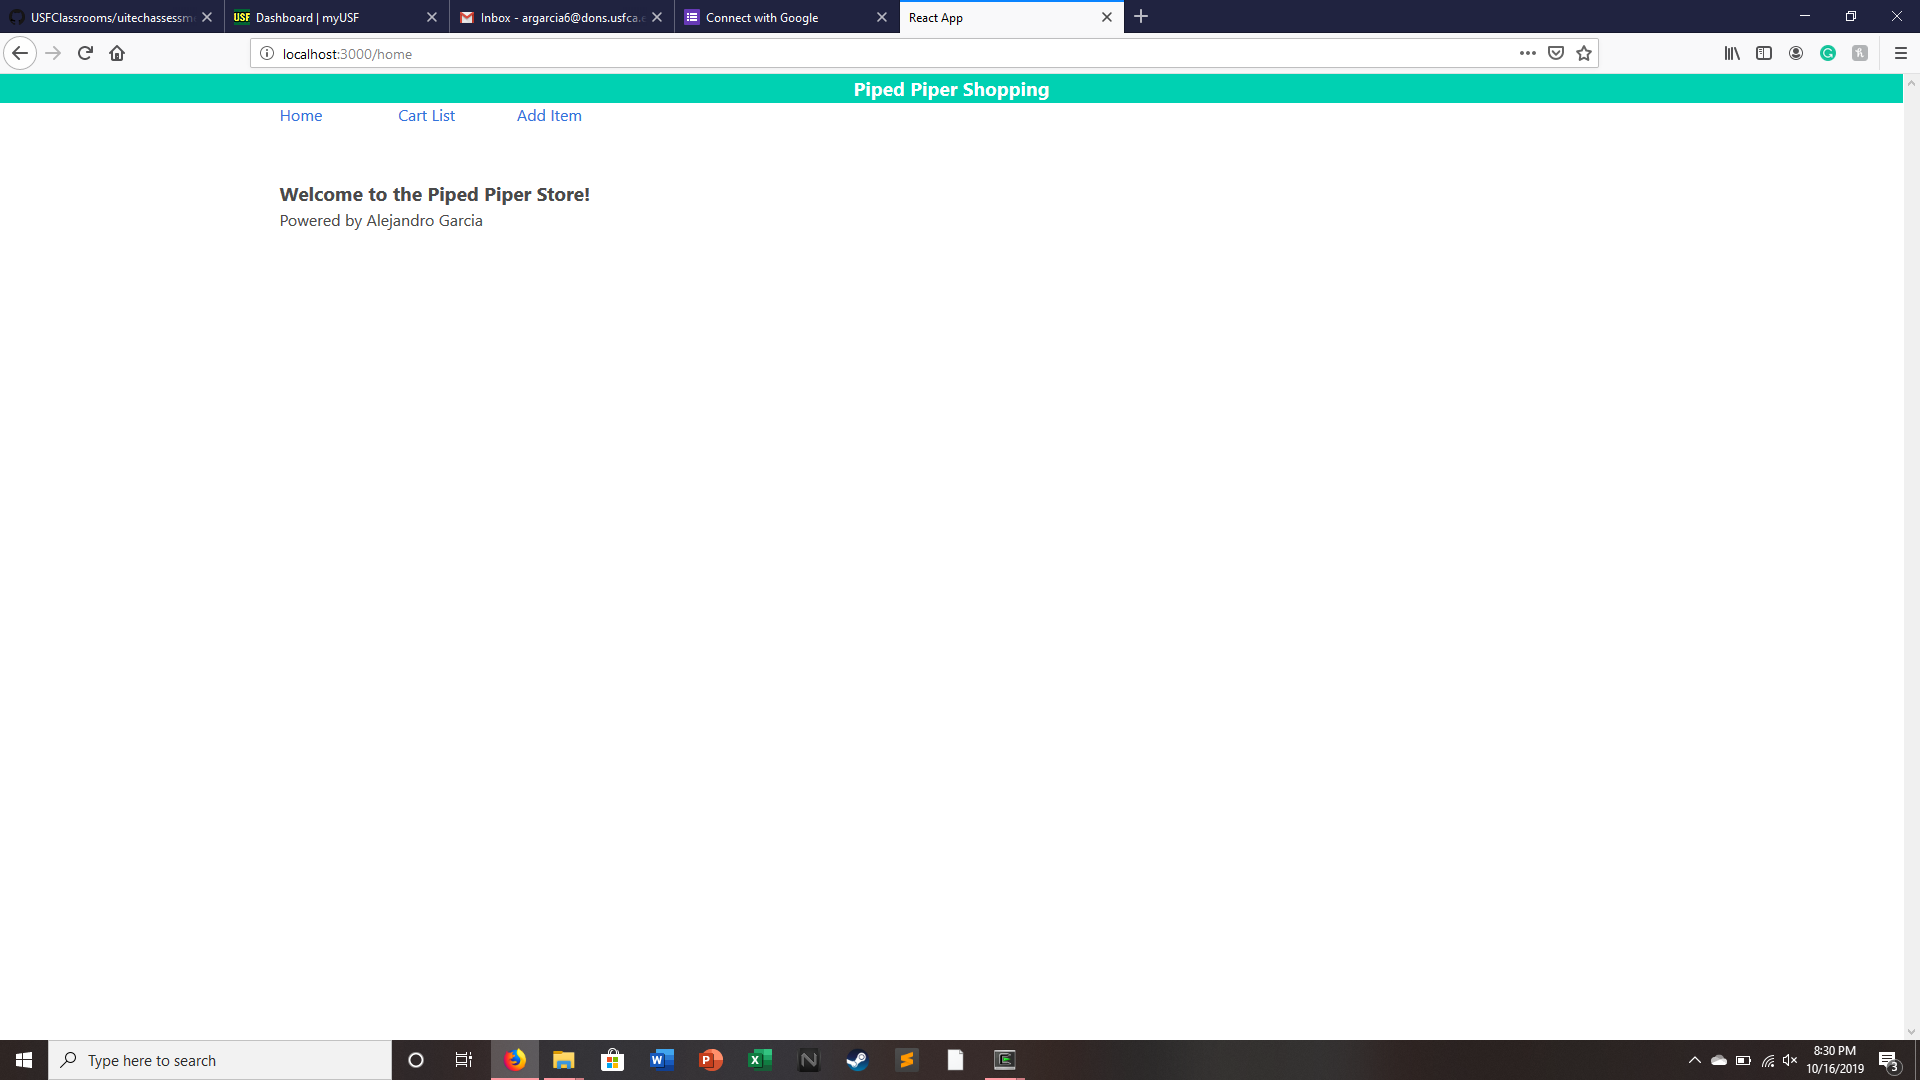 USFClassrooms/uitechassessm
USF Dashboard | myUSF
Inbox - argarcia6@dons.usfca.e
Connect with Google
React App
localhost:3000/home
Piped Piper Shopping
Home
Cart List
Add Item
Welcome to the Piped Piper Store!
Powered by Alejandro Garcia
Type here to search
8:30 PM
10/16/2019
3